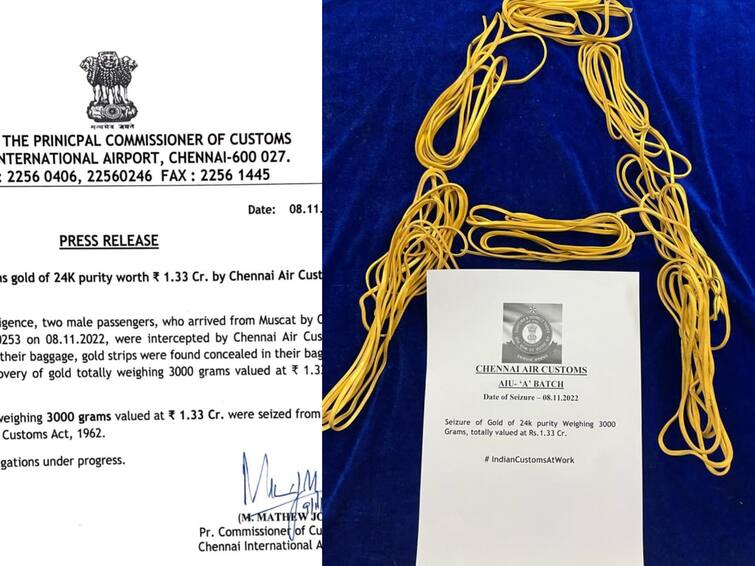 सत्यमेव जयते
THE PRINICPAL COMMISSIONER OF CUSTOMS
NTERNATIONAL AIRPORT, CHENNAI-600 027.
: 2256 0406, 22560246 FAX : 2256 1445
Date: 08.11.
PRESS RELEASE
s gold of 24K purity worth ₹ 1.33 Cr. by Chennai Air Cust
igence, two male passengers, who arrived from Muscat by
0253 on 08.11.2022, were intercepted by Chennai Air Cus
their baggage, gold strips were found concealed in their bag
overy of gold totally weighing 3000 grams valued at ₹ 1.3
weighing 3000 grams valued at ₹ 1.33 Cr. were seized from
Customs Act, 1962.
gations under progress.
(M. MATHEW JO
Pr. Commissioner of Cu
Chennai International A
CHENNAI AIR CUSTOMS
AIU- ‘A’ BATCH
Date of Seizure – 08.11.2022
Seizure of Gold of 24k purity Weighing 3000
Grams, totally valued at Rs.1.33 Cr.
# IndianCustomsAtWork